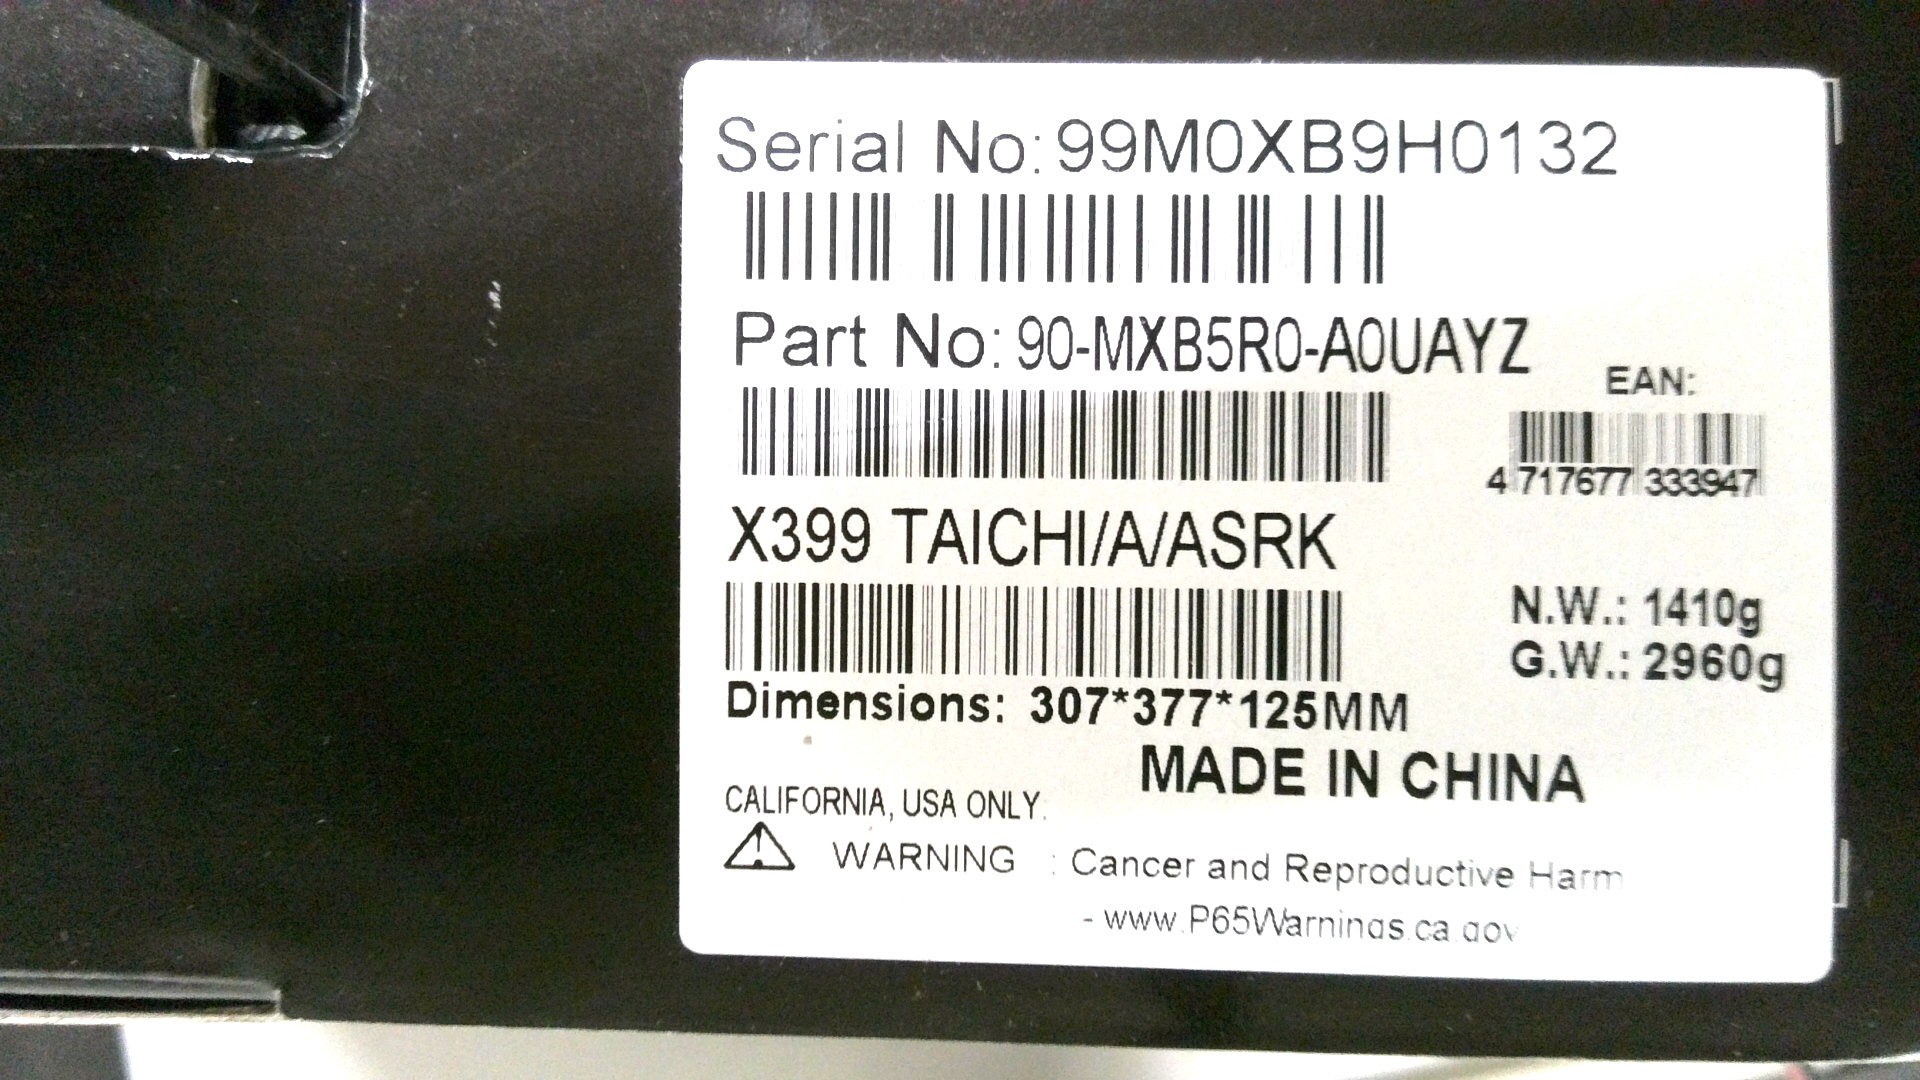 Serial No: 99M0XB9H0132
Part No: 90-MXB5R0-A0UAYZ
EAN:
4 717677 333947
X399 TAICHI/A/ASRK
N.W.: 1410g
G.W.: 2960g
Dimensions: 307*377*125MM
MADE IN CHINA
CALIFORNIA, USA ONLY:
WARNING : Cancer and Reproductive Harm
- www.P65Warnings.ca.gov